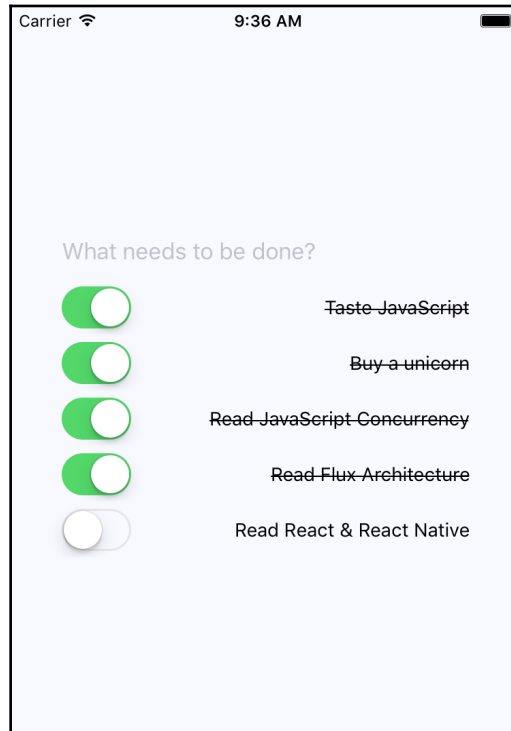 Carrier 9:36 AM
What needs to be done?
Taste JavaScript
Buy a unicorn
Read JavaScript Concurrency
Read Flux Architecture
Read React & React Native